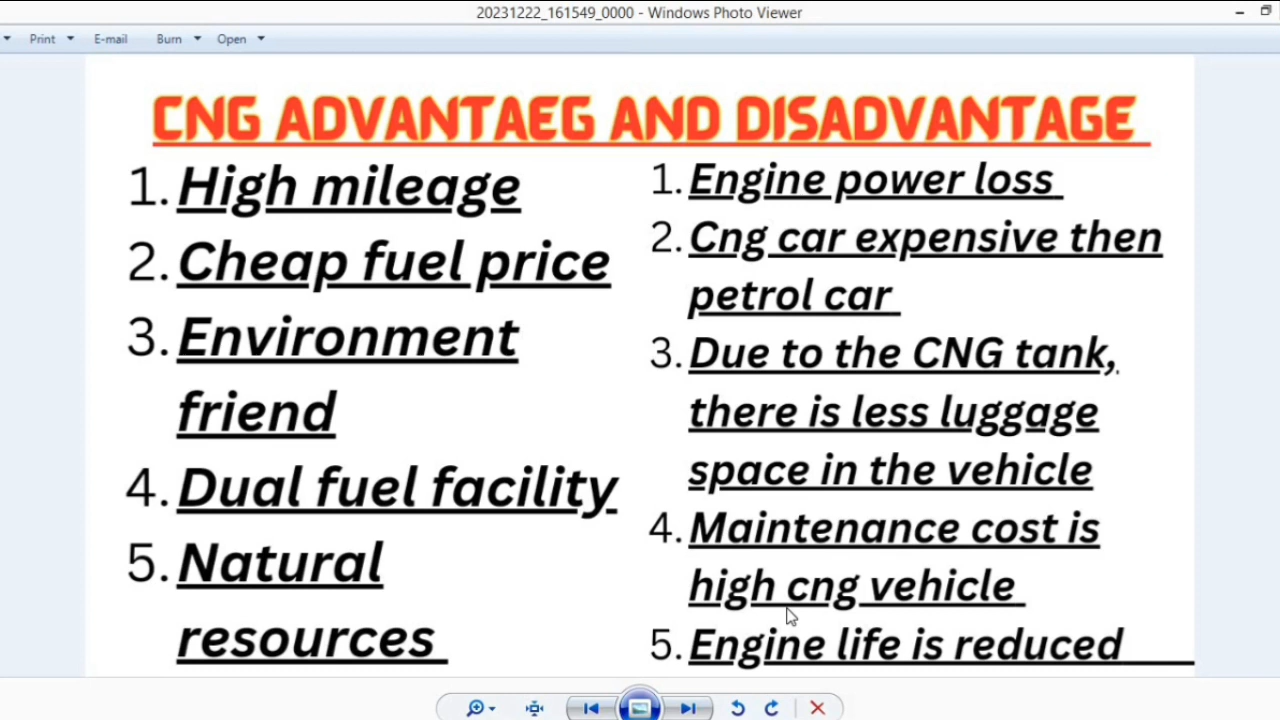 20231222_161549_0000 - Windows Photo Viewer
Print E-mail Burn Open
CNG ADVANTAEG AND DISADVANTAGE
1. High mileage
2. Cheap fuel price
3. Environment
friend
4. Dual fuel facility
5. Natural
resources
1. Engine power loss
2. Cng car expensive then
petrol car
3. Due to the CNG tank,
there is less luggage
space in the vehicle
4. Maintenance cost is
high cng vehicle
5. Engine life is reduced